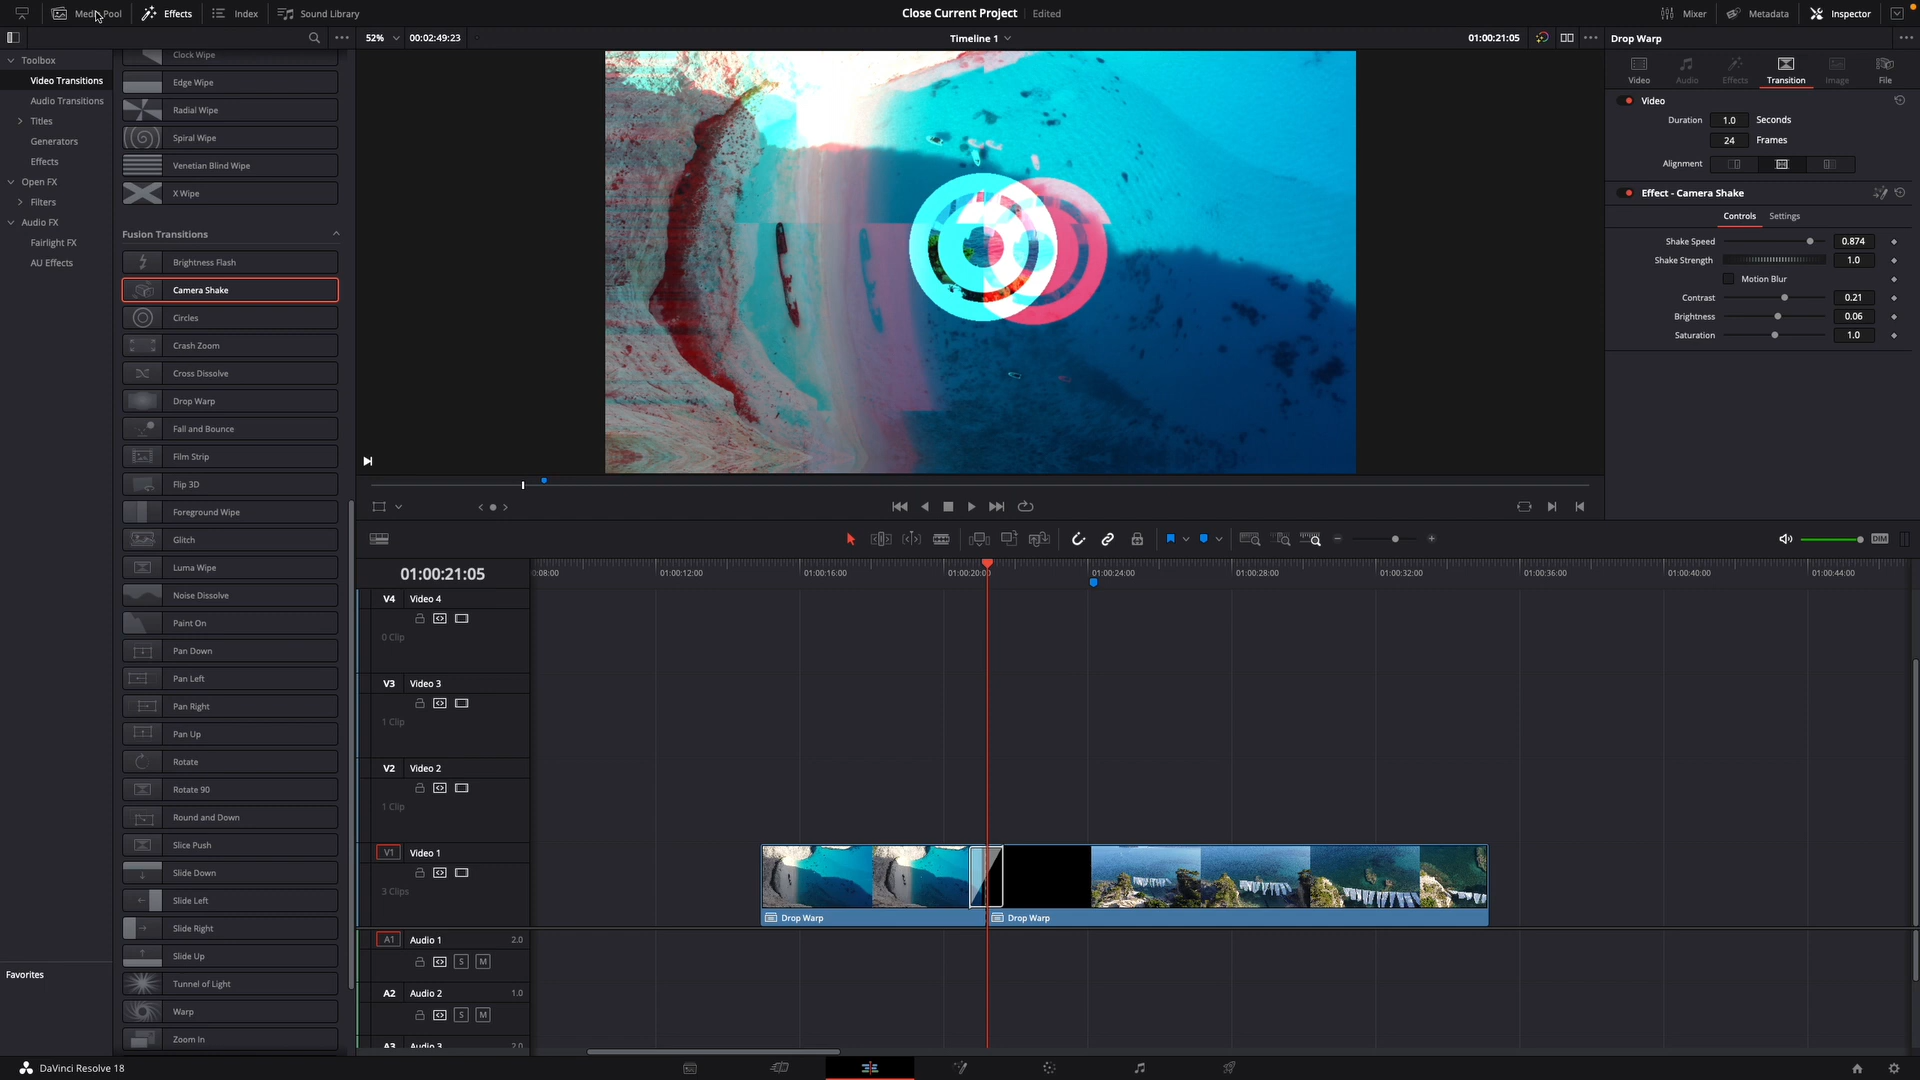 Media Pool
Effects
Index
Sound Library
Close Current Project
Edited
Mixer
Metadata
Inspector
52%
00:02:49:23
Timeline 1
01:00:21:05
Drop Warp
Toolbox
Video Transitions
Audio Transitions
Titles
Generators
Effects
Open FX
Filters
Audio FX
Fairlight FX
AU Effects
Favorites
Clock Wipe
Edge Wipe
Radial Wipe
Spiral Wipe
Venetian Blind Wipe
X Wipe
Fusion Transitions
Brightness Flash
Camera Shake
Circles
Crash Zoom
Cross Dissolve
Drop Warp
Fall and Bounce
Film Strip
Flip 3D
Foreground Wipe
Glitch
Luma Wipe
Noise Dissolve
Paint On
Pan Down
Pan Left
Pan Right
Pan Up
Rotate
Rotate 90
Round and Down
Slice Push
Slide Down
Slide Left
Slide Right
Slide Up
Tunnel of Light
Warp
Zoom In
Video
Audio
Effects
Transition
Image
File
Video
Duration 1.0 Seconds
24 Frames
Alignment
Effect - Camera Shake
Controls
Settings
Shake Speed 0.874
Shake Strength 1.0
Motion Blur
Contrast 0.21
Brightness 0.06
Saturation 1.0
DIM
01:00:21:05
0:08:00
01:00:12:00
01:00:16:00
01:00:20:00
01:00:24:00
01:00:28:00
01:00:32:00
01:00:36:00
01:00:40:00
01:00:44:00
V4 Video 4
0 Clip
V3 Video 3
1 Clip
V2 Video 2
1 Clip
V1 Video 1
3 Clips
Drop Warp
Drop Warp
A1 Audio 1 2.0
S M
A2 Audio 2 1.0
S M
A3 Audio 3 2.0
DaVinci Resolve 18